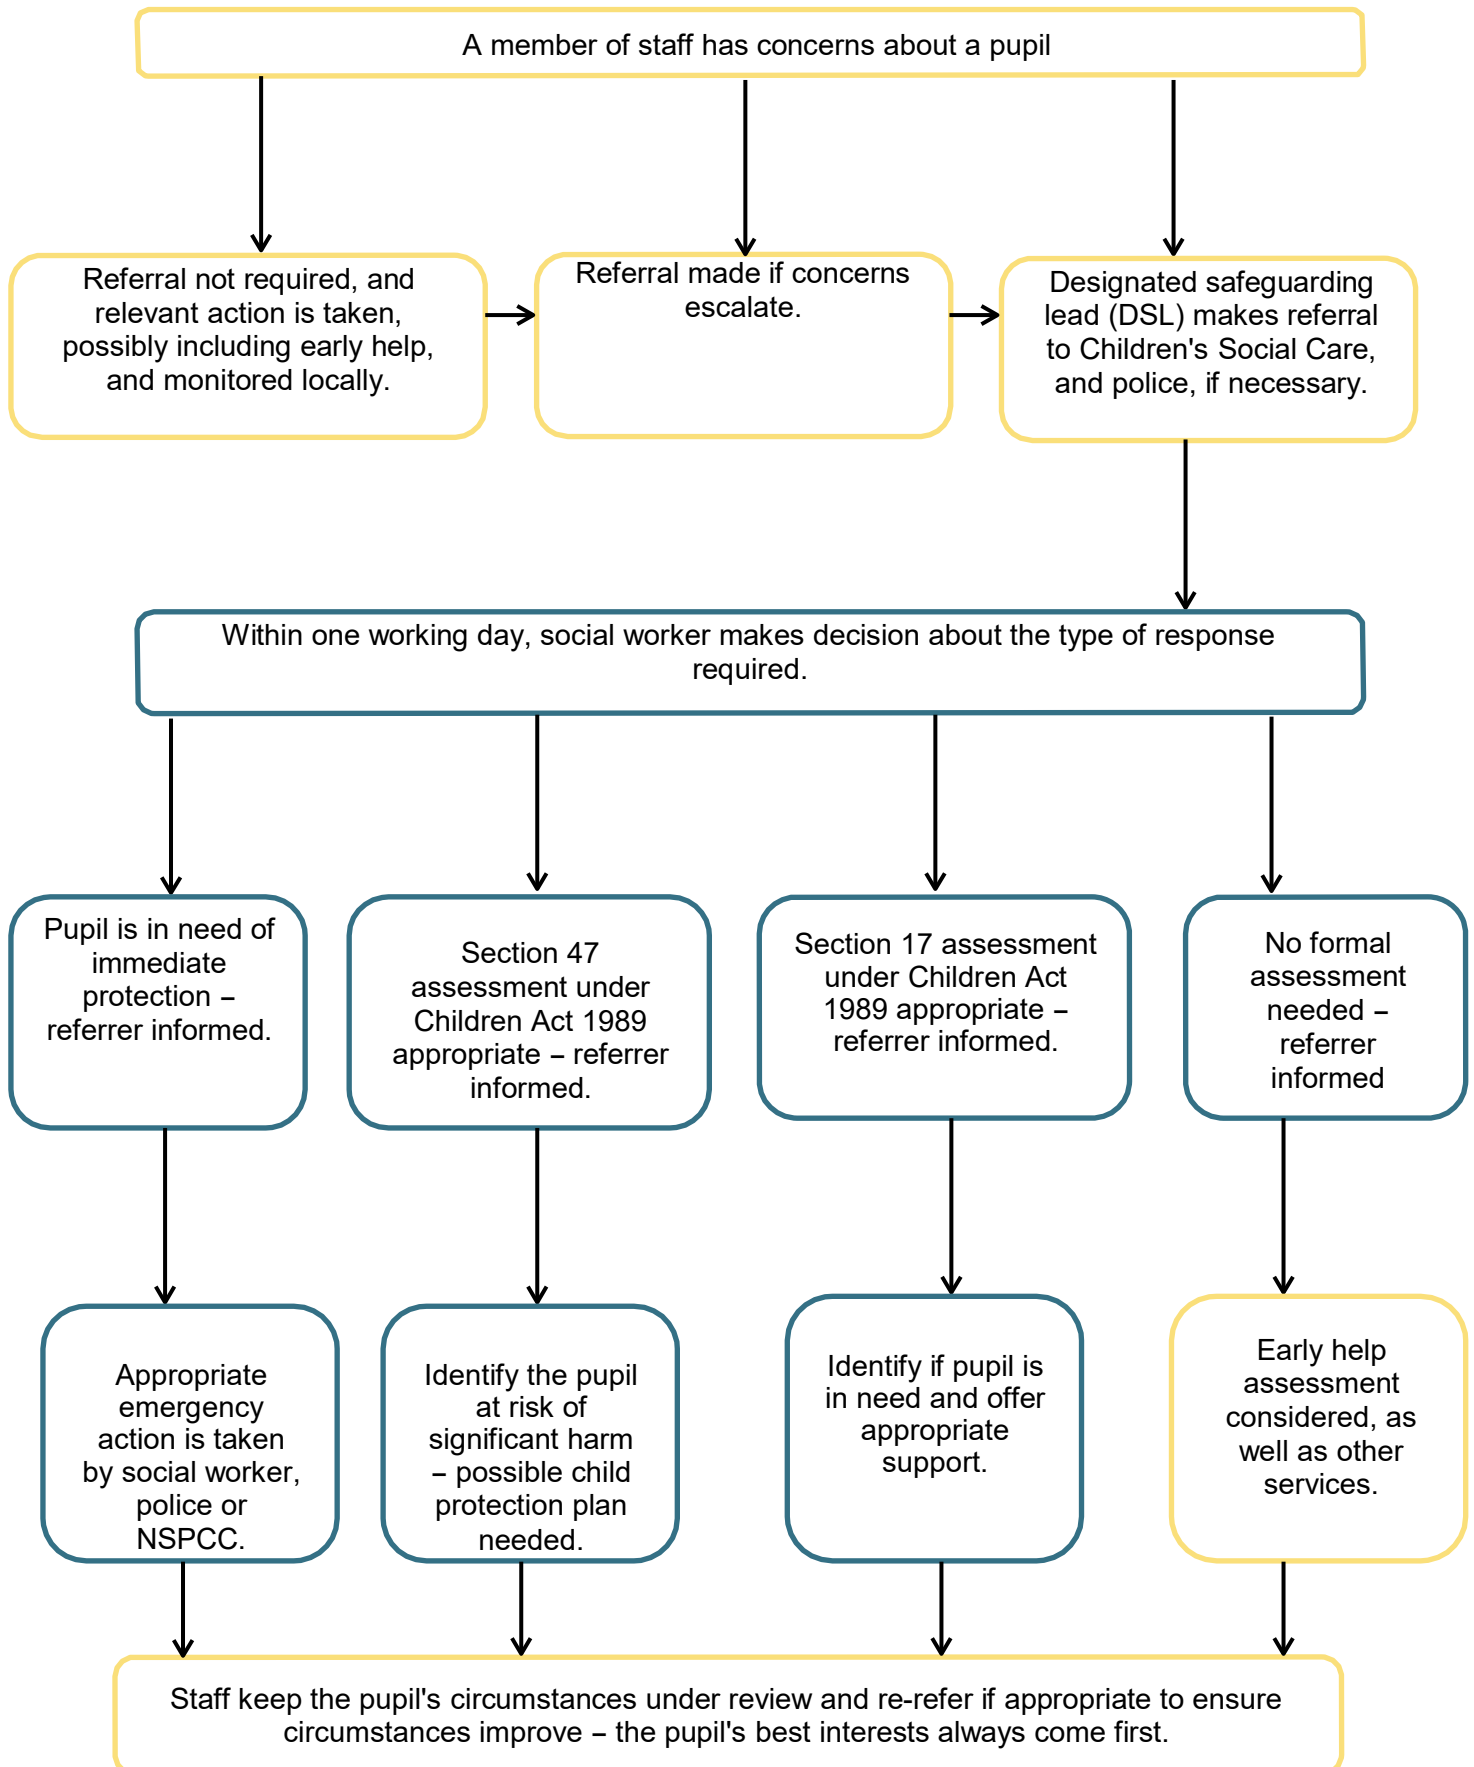 A member of staff has concerns about a pupil
Referral not required, and
relevant action is taken,
possibly including early help,
and monitored locally.
Referral made if concerns
escalate.
Designated safeguarding
lead (DSL) makes referral
to Children's Social Care,
and police, if necessary.
Within one working day, social worker makes decision about the type of response
required.
Pupil is in need of
immediate
protection –
referrer informed.
Section 47
assessment under
Children Act 1989
appropriate – referrer
informed.
Section 17 assessment
under Children Act
1989 appropriate –
referrer informed.
No formal
assessment
needed –
referrer
informed
Appropriate
emergency
action is taken
by social worker,
police or
NSPCC.
Identify the pupil
at risk of
significant harm
– possible child
protection plan
needed.
Identify if pupil is
in need and offer
appropriate
support.
Early help
assessment
considered, as
well as other
services.
Staff keep the pupil's circumstances under review and re-refer if appropriate to ensure
circumstances improve – the pupil's best interests always come first.